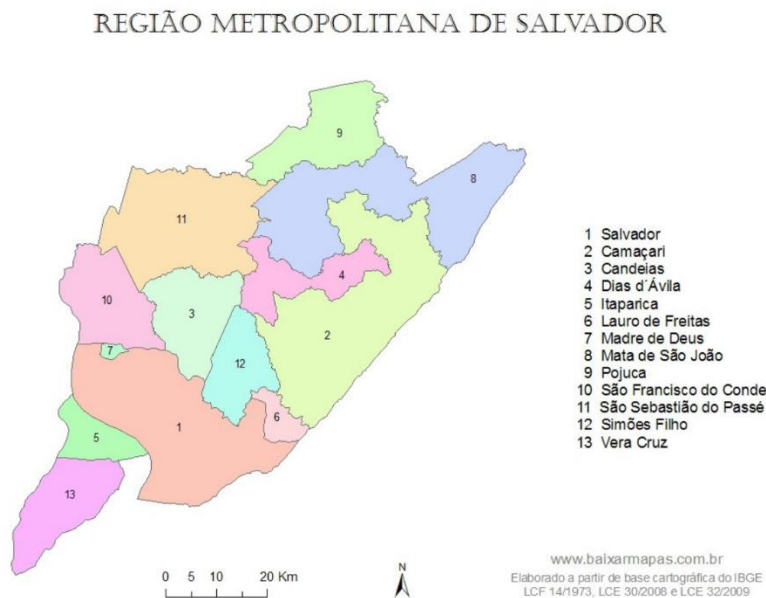 REGIÃO METROPOLITANA DE SALVADOR
9
8
11
4
10
3
2
7
12
6
1
5
13
1 Salvador
2 Camaçari
3 Candeias
4 Dias d´Ávila
5 Itaparica
6 Lauro de Freitas
7 Madre de Deus
8 Mata de São João
9 Pojuca
10 São Francisco do Conde
11 São Sebastião do Passé
12 Simões Filho
13 Vera Cruz
0 5 10 20 Km
N
www.baixarmapas.com.br
Elaborado a partir de base cartográfica do IBGE
LCF 14/1973, LCE 30/2008 e LCE 32/2009